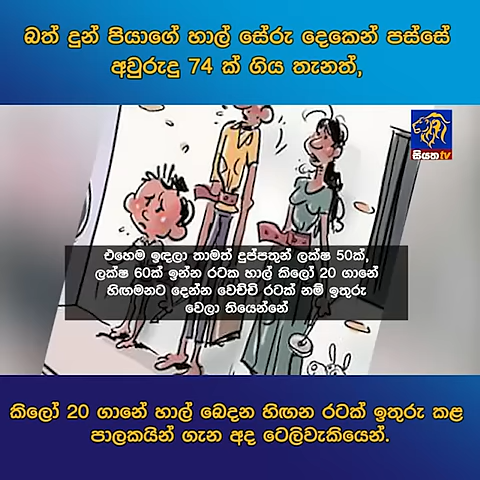 බත් දුන් පියාගේ හාල් සේරු දෙකෙන් පස්සේ
අවුරුදු 74 ක් ගිය තැනත්,
සියත tv
එහෙම ඉඳලා තාමත් දුප්පතුන් ලක්ෂ 50ක්,
ලක්ෂ 60ක් ඉන්න රටක හාල් කිලෝ 20 ගානේ
හිඟමනට දෙන්න වෙච්චි රටක් නම් ඉතුරු
වෙලා තියෙන්නේ
කිලෝ 20 ගානේ හාල් බෙදන හිඟන රටක් ඉතුරු කළ
පාලකයින් ගැන අද ටෙලිවැකියෙන්.